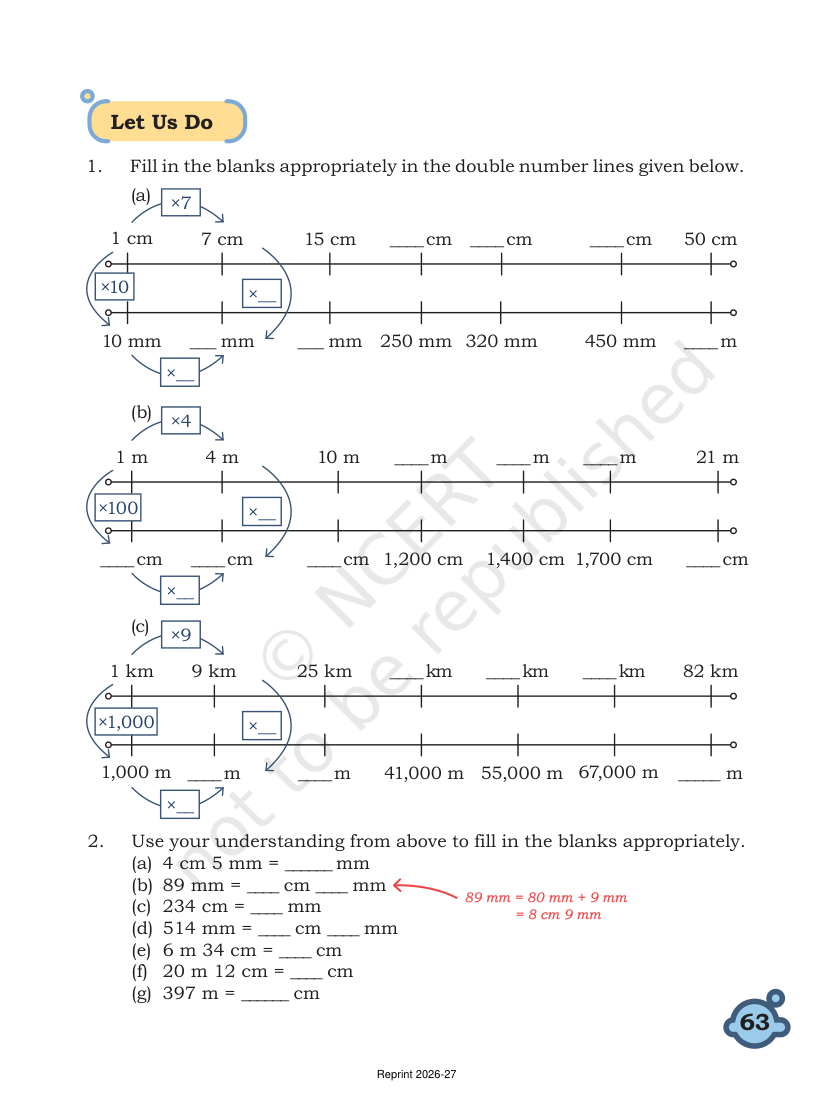 Let Us Do
1. Fill in the blanks appropriately in the double number lines given below.
(a) ×7
1 cm 7 cm 15 cm ____cm ____cm ____cm 50 cm
×10 ×__
10 mm ___ mm ___ mm 250 mm 320 mm 450 mm ____m
×__
(b) ×4
1 m 4 m 10 m ____m ____m ____m 21 m
×100 ×__
____cm ____cm ____cm 1,200 cm 1,400 cm 1,700 cm ____cm
×__
(c) ×9
1 km 9 km 25 km ____km ____km ____km 82 km
×1,000 ×__
1,000 m ____m ____m 41,000 m 55,000 m 67,000 m _____ m
×__
2. Use your understanding from above to fill in the blanks appropriately.
(a) 4 cm 5 mm = ______mm
(b) 89 mm = ____ cm ____ mm
89 mm = 80 mm + 9 mm
= 8 cm 9 mm
(c) 234 cm = ____ mm
(d) 514 mm = ____ cm ____ mm
(e) 6 m 34 cm = ____ cm
(f) 20 m 12 cm = ____ cm
(g) 397 m = ______ cm
© NCERT
not to be republished
63
Reprint 2026-27